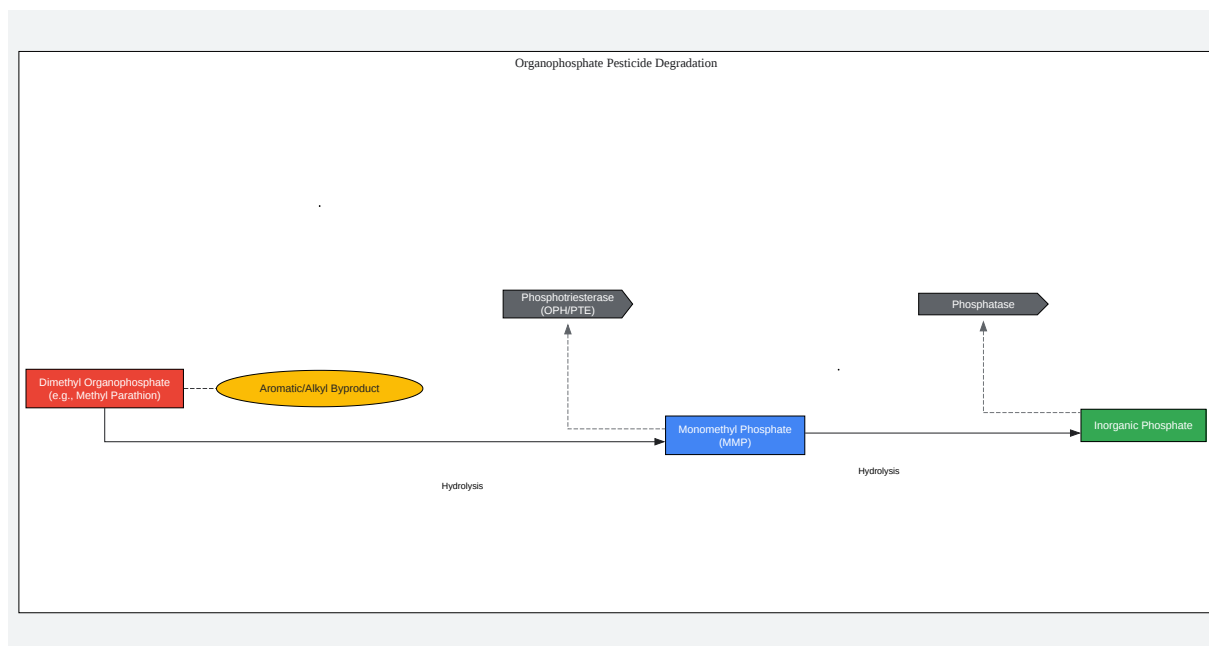 Organophosphate Pesticide Degradation
Phosphotriesterase
(OPH/PTE)
Phosphatase
Dimethyl Organophosphate
(e.g., Methyl Parathion)
Aromatic/Alkyl Byproduct
Monomethyl Phosphate
(MMP)
Inorganic Phosphate
Hydrolysis
Hydrolysis